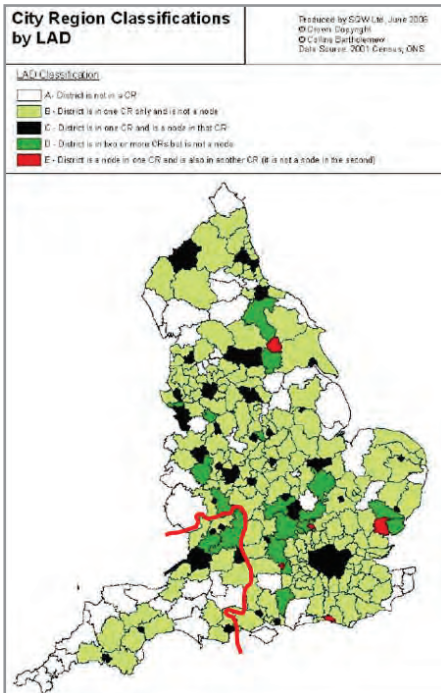 City Region Classifications
by LAD
Produced by SQW Ltd, June 2006
© Crown Copyright
© Collins Bartholomew
Data Source: 2001 Census, ONS
LAD Classification
A - District is not in a CR
B - District is in one CR only and is not a node
C - District is in one CR and is a node in that CR
D - District is in two or more CRs but is not a node
E - District is a node in one CR and is also in another CR (it is not a node in the second)